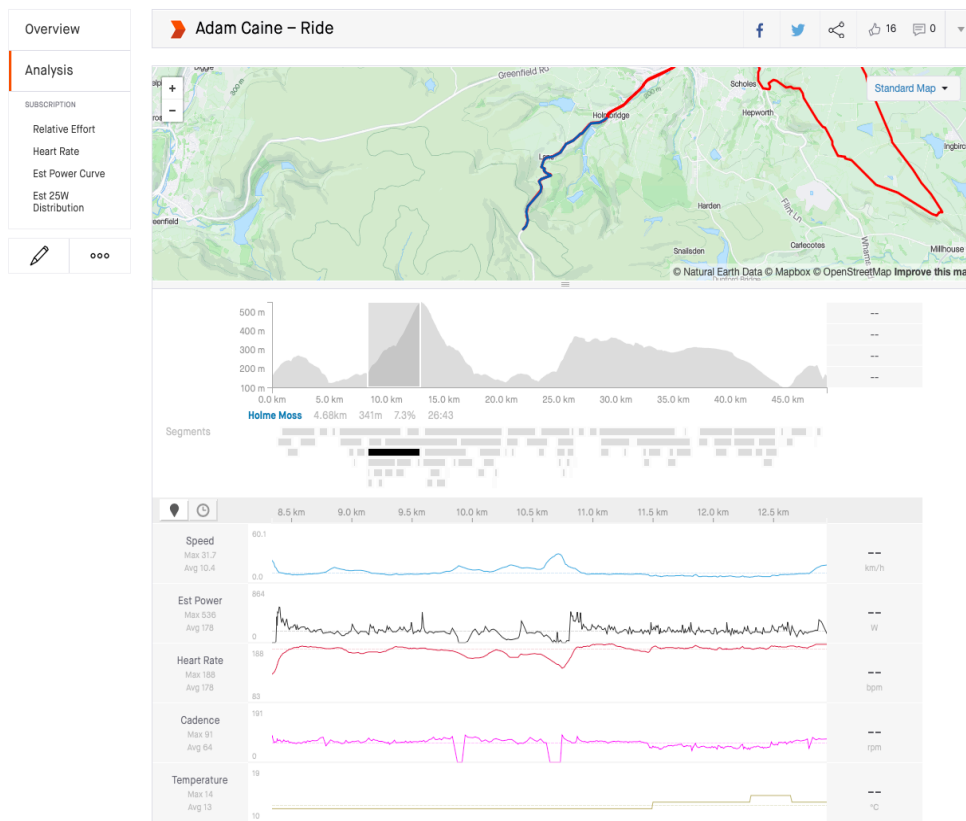 Overview
Analysis
SUBSCRIPTION
Relative Effort
Heart Rate
Est Power Curve
Est 25W
Distribution
Adam Caine – Ride
16
0
Greenfield Rd
200 m
Scholes
Standard Map
Holmbridge
Hepworth
Lane
Harden
Flint Ln
Snailsden
Carlecotes
Millhouse
© Natural Earth Data © Mapbox © OpenStreetMap Improve this ma
500 m
400 m
300 m
200 m
100 m
--
--
--
--
0.0 km 5.0 km 10.0 km 15.0 km 20.0 km 25.0 km 30.0 km 35.0 km 40.0 km 45.0 km
Holme Moss 4.68km 341m 7.3% 26:43
Segments
8.5 km 9.0 km 9.5 km 10.0 km 10.5 km 11.0 km 11.5 km 12.0 km 12.5 km
Speed
Max 31.7
Avg 10.4
60.1
0.0
--
km/h
Est Power
Max 536
Avg 178
864
0
--
W
Heart Rate
Max 188
Avg 178
188
83
--
bpm
Cadence
Max 91
Avg 64
191
0
--
rpm
Temperature
Max 14
Avg 13
19
10
--
°C